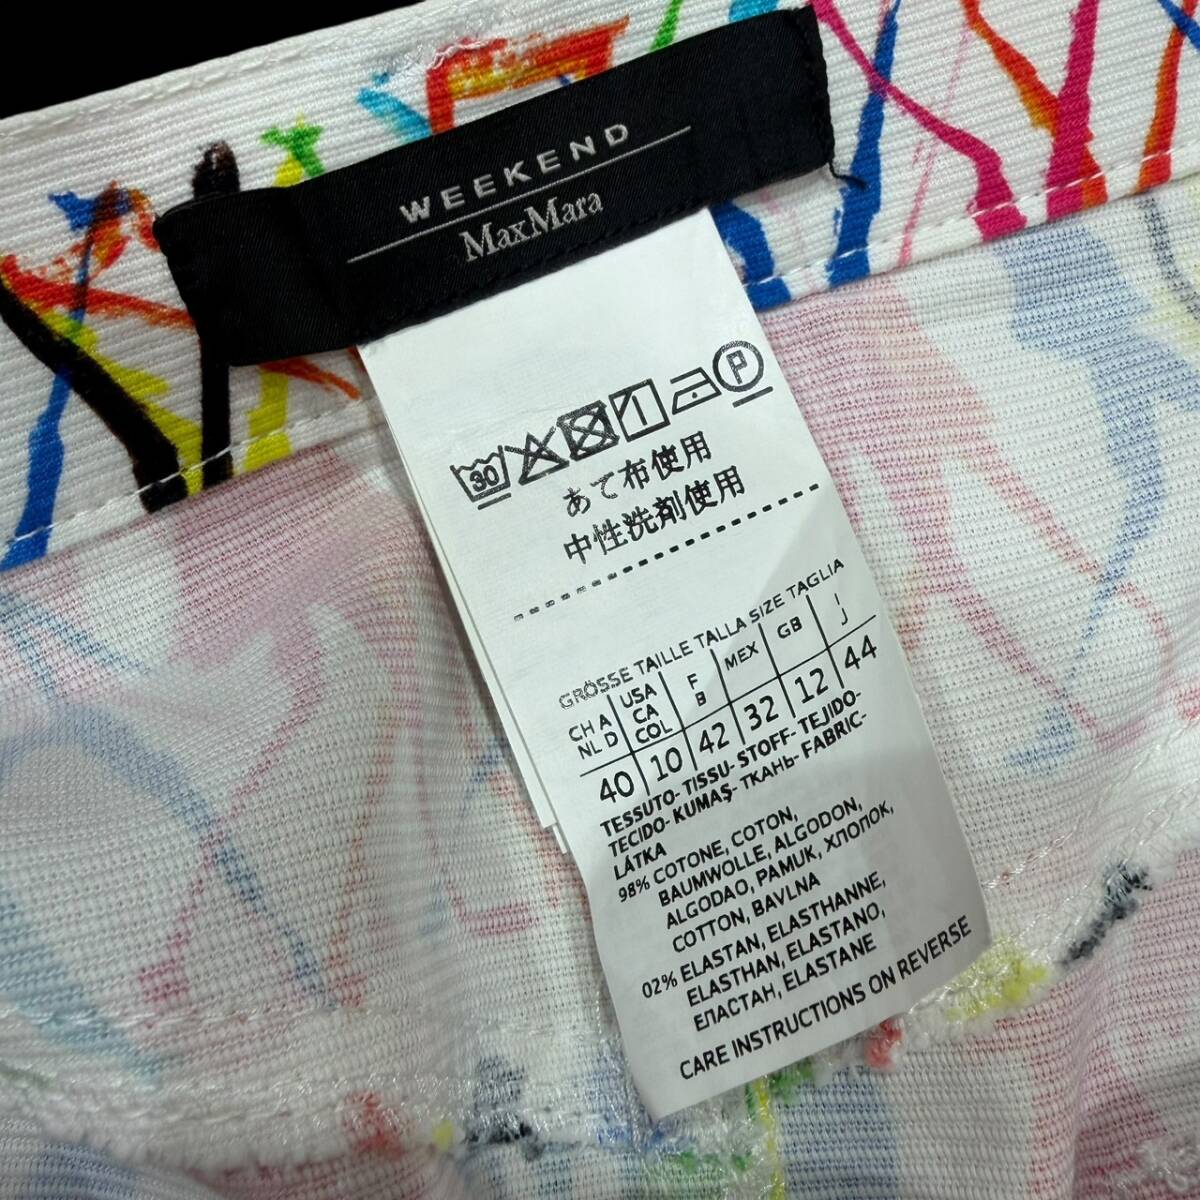 WEEKEND
MaxMara
30 P
あて布使用
中性洗剤使用
GRÖSSE TAILLE TALLA SIZE TAGLIA
CH A USA F MEX GB I
NL D CA B J
COL
40 10 42 32 12 44
TESSUTO- TISSU- STOFF- TEJIDO-
TECIDO- KUMAŞ- ТКАНЬ- FABRIC-
LÁTKA
98% COTONE, COTON,
BAUMWOLLE, ALGODON,
ALGODAO, PAMUK, ХЛОПОК,
COTTON, BAVLNA
02% ELASTAN, ELASTHANNE,
ELASTHAN, ELASTANO,
ЕЛАСТАН, ELASTANE
CARE INSTRUCTIONS ON REVERSE